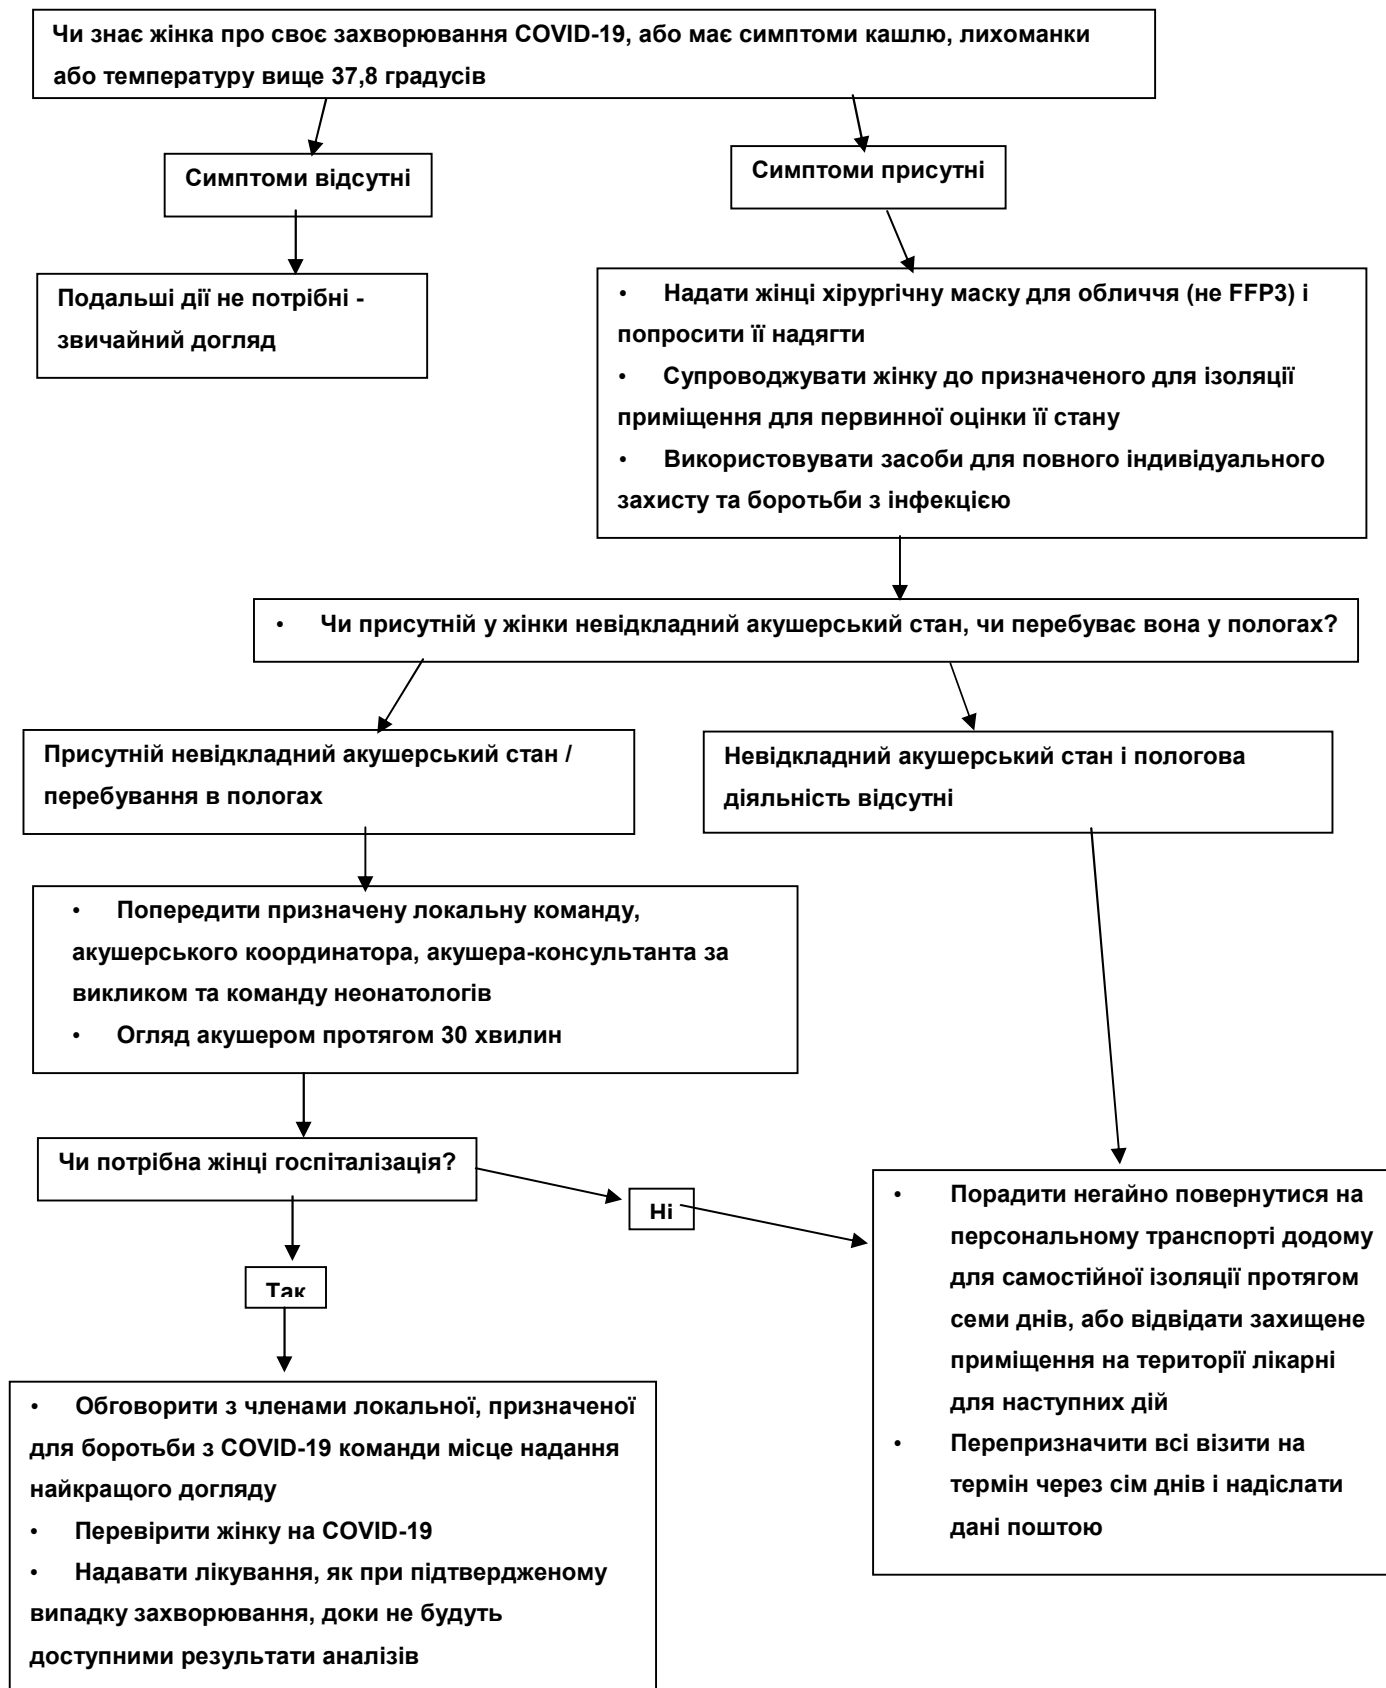 Чи знає жінка про своє захворювання COVID-19, або має симптоми кашлю, лихоманки
або температуру вище 37,8 градусів
Симптоми відсутні
Симптоми присутні
Подальші дії не потрібні -
звичайний догляд
• Надати жінці хірургічну маску для обличчя (не FFP3) і
попросити її надягти
• Супроводжувати жінку до призначеного для ізоляції
приміщення для первинної оцінки її стану
• Використовувати засоби для повного індивідуального
захисту та боротьби з інфекцією
• Чи присутній у жінки невідкладний акушерський стан, чи перебуває вона у пологах?
Присутній невідкладний акушерський стан /
перебування в пологах
Невідкладний акушерський стан і пологова
діяльність відсутні
• Попередити призначену локальну команду,
акушерського координатора, акушера-консультанта за
викликом та команду неонатологів
• Огляд акушером протягом 30 хвилин
Чи потрібна жінці госпіталізація?
Ні
Так
• Порадити негайно повернутися на
персональному транспорті додому
для самостійної ізоляції протягом
семи днів, або відвідати захищене
приміщення на території лікарні
для наступних дій
• Перепризначити всі візити на
термін через сім днів і надіслати
дані поштою
• Обговорити з членами локальної, призначеної
для боротьби з COVID-19 команди місце надання
найкращого догляду
• Перевірити жінку на COVID-19
• Надавати лікування, як при підтвердженому
випадку захворювання, доки не будуть
доступними результати аналізів